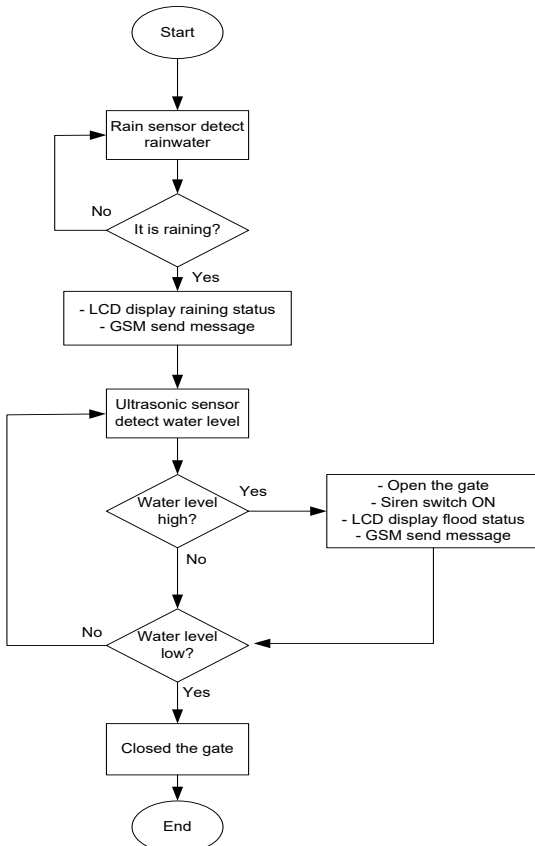 Start
Rain sensor detect
rainwater
No
It is raining?
Yes
- LCD display raining status
- GSM send message
Ultrasonic sensor
detect water level
Water level
high?
Yes
- Open the gate
- Siren switch ON
- LCD display flood status
- GSM send message
No
No
Water level
low?
Yes
Closed the gate
End